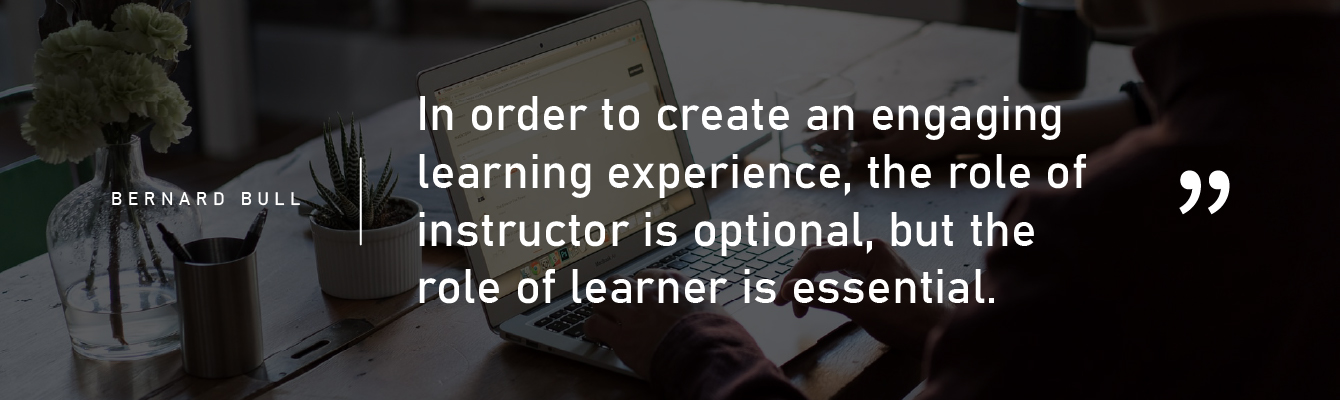 BERNARD BULL
In order to create an engaging
learning experience, the role of
instructor is optional, but the
role of learner is essential.
”